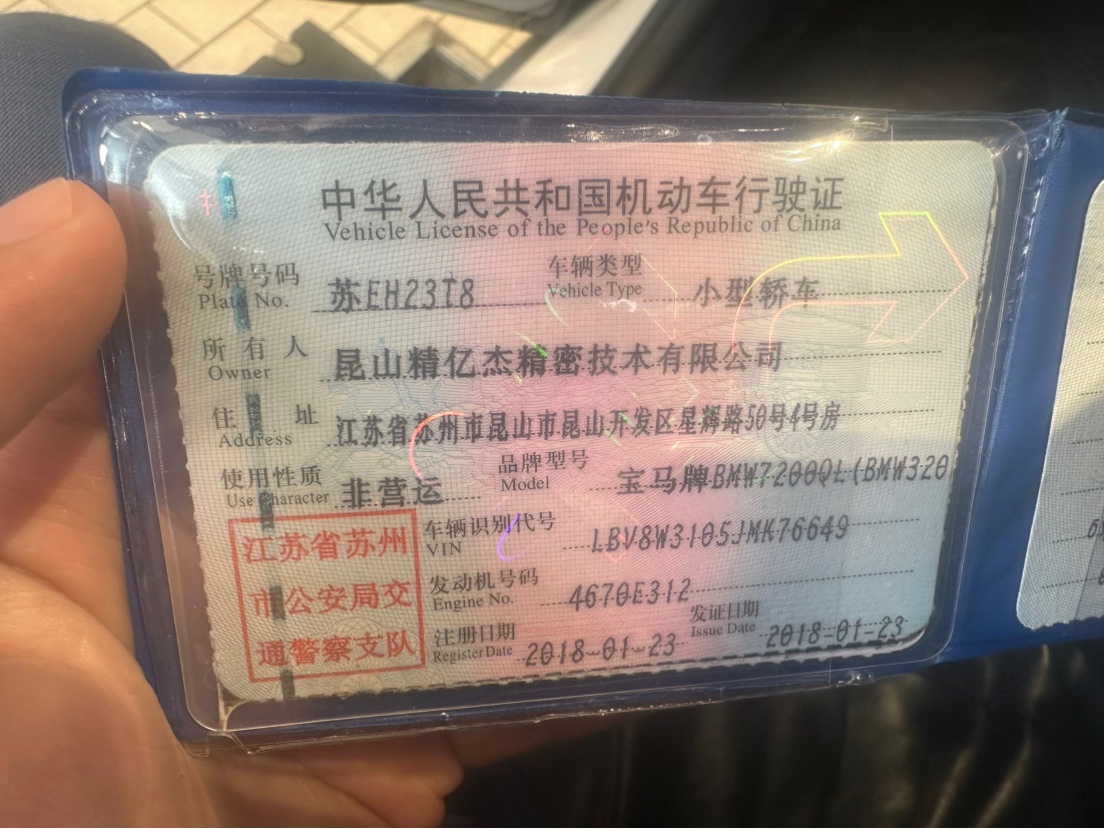 中华人民共和国机动车行驶证
Vehicle License of the People's Republic of China
号牌号码 苏EH23T8 车辆类型 小型轿车
Plate No. Vehicle Type
所有人 昆山精亿杰精密技术有限公司
Owner
住址 江苏省苏州市昆山市昆山开发区星辉路50号4号房
Address
使用性质 非营运 品牌型号 宝马牌BMW7200QL(BMW320
Use Character Model
车辆识别代号 LBV8W3105JMK76649
VIN
发动机号码 4670E312
Engine No.
注册日期 2018-01-23 发证日期 2018-01-23
Register Date Issue Date
江苏省苏州
市公安局交
通警察支队